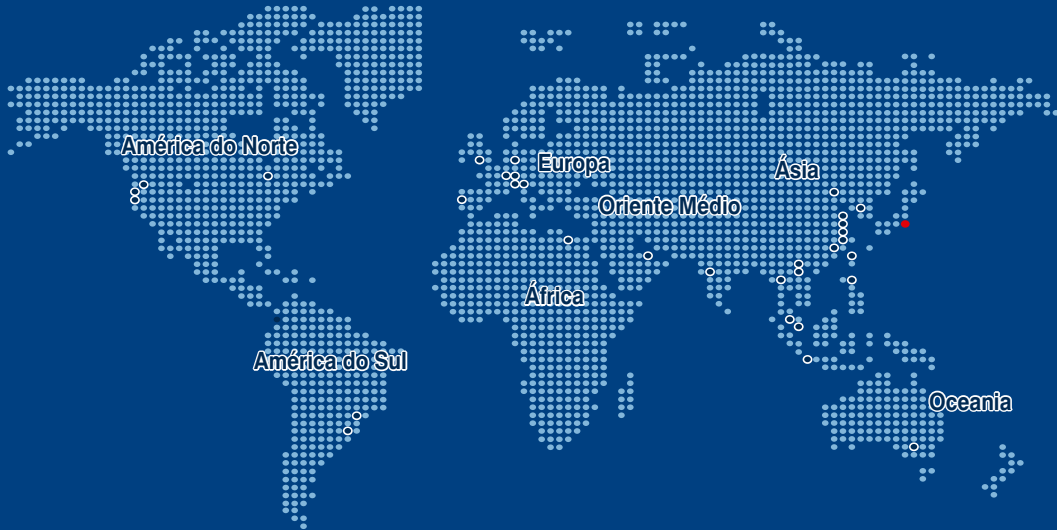 América do Norte
Europa
Ásia
Oriente Médio
África
América do Sul
Oceania